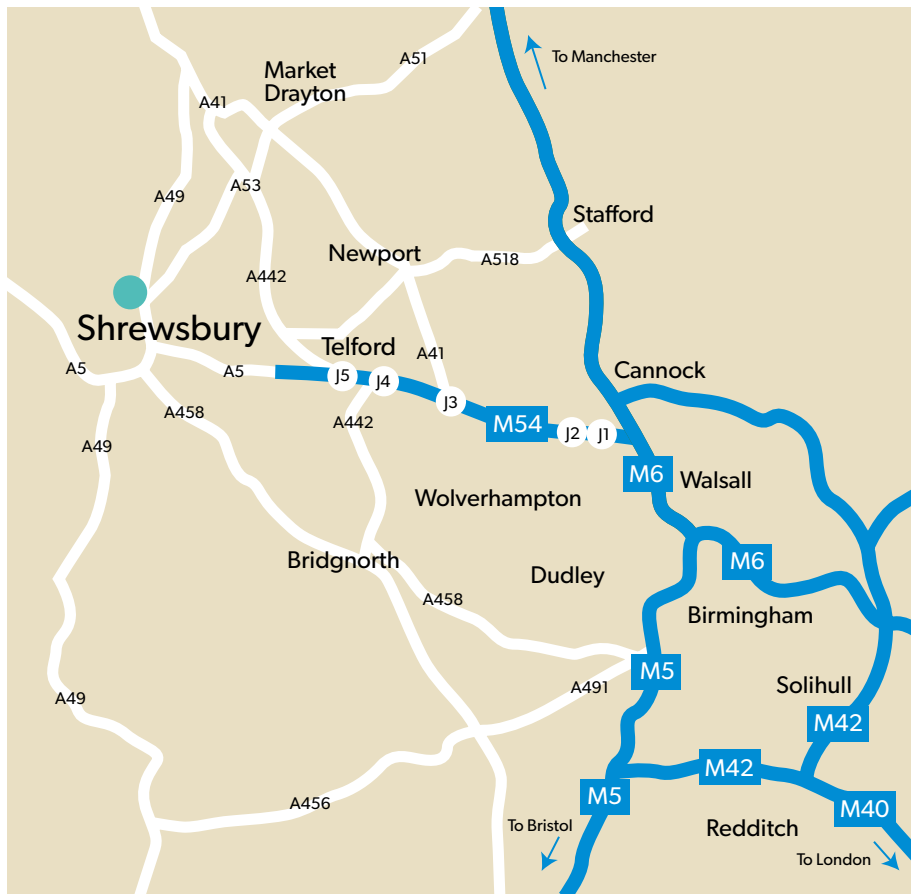 To Manchester
A51
Market
Drayton
A41
A53
A49
Stafford
Newport
A518
A442
Shrewsbury
Telford
A41
A5
A5
Cannock
J5
J4
J3
A458
A442
M54
J2
J1
A49
M6
Walsall
Wolverhampton
Bridgnorth
M6
Dudley
A458
Birmingham
M5
A491
Solihull
A49
M42
M42
M5
A456
M40
To Bristol
Redditch
To London